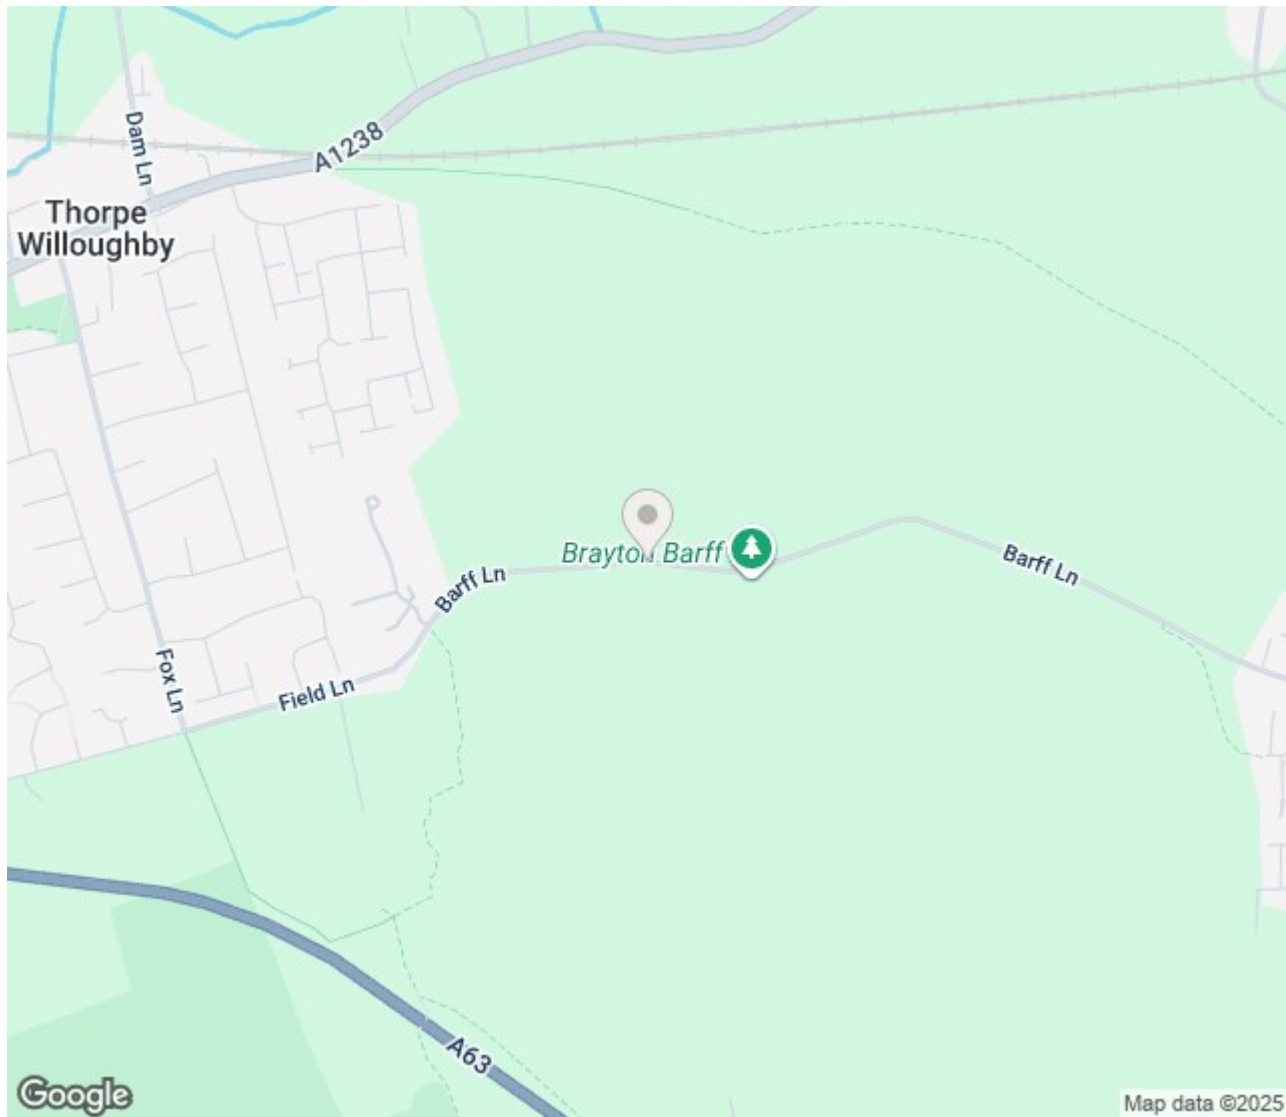 Dam Ln
A1238
Thorpe
Willoughby
Brayton Barff
Barff Ln
Barff Ln
Fox Ln
Field Ln
A63
Google
Map data ©2025